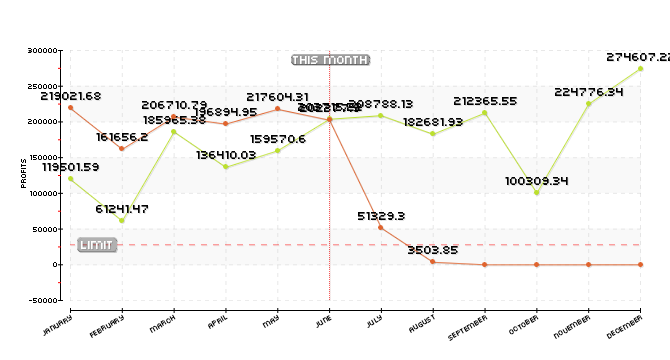 300000
THIS MONTH
274607.22
250000
219021.68
224776.34
217604.31
212365.55
206710.79
208788.13
200000
196894.95
185965.38
182681.93
161656.2
159570.6
150000
136410.03
119501.59
PROFITS
100309.34
100000
61241.47
51329.3
50000
LIMIT
3503.85
0
-50000
JANUARY
FEBRUARY
MARCH
APRIL
MAY
JUNE
JULY
AUGUST
SEPTEMBER
OCTOBER
NOVEMBER
DECEMBER